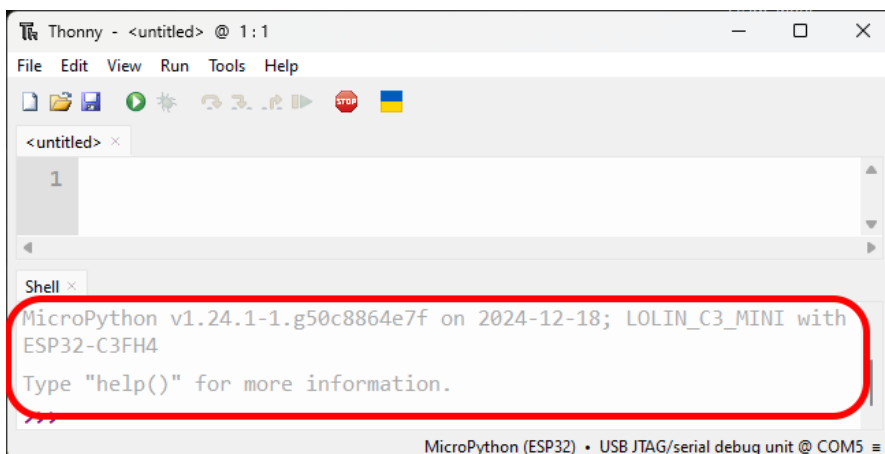 Thonny - <untitled> @ 1:1
File Edit View Run Tools Help
STOP
<untitled> ×
1
Shell ×
MicroPython v1.24.1-1.g50c8864e7f on 2024-12-18; LOLIN_C3_MINI with
ESP32-C3FH4
Type "help()" for more information.
>>>
MicroPython (ESP32) • USB JTAG/serial debug unit @ COM5 ≡